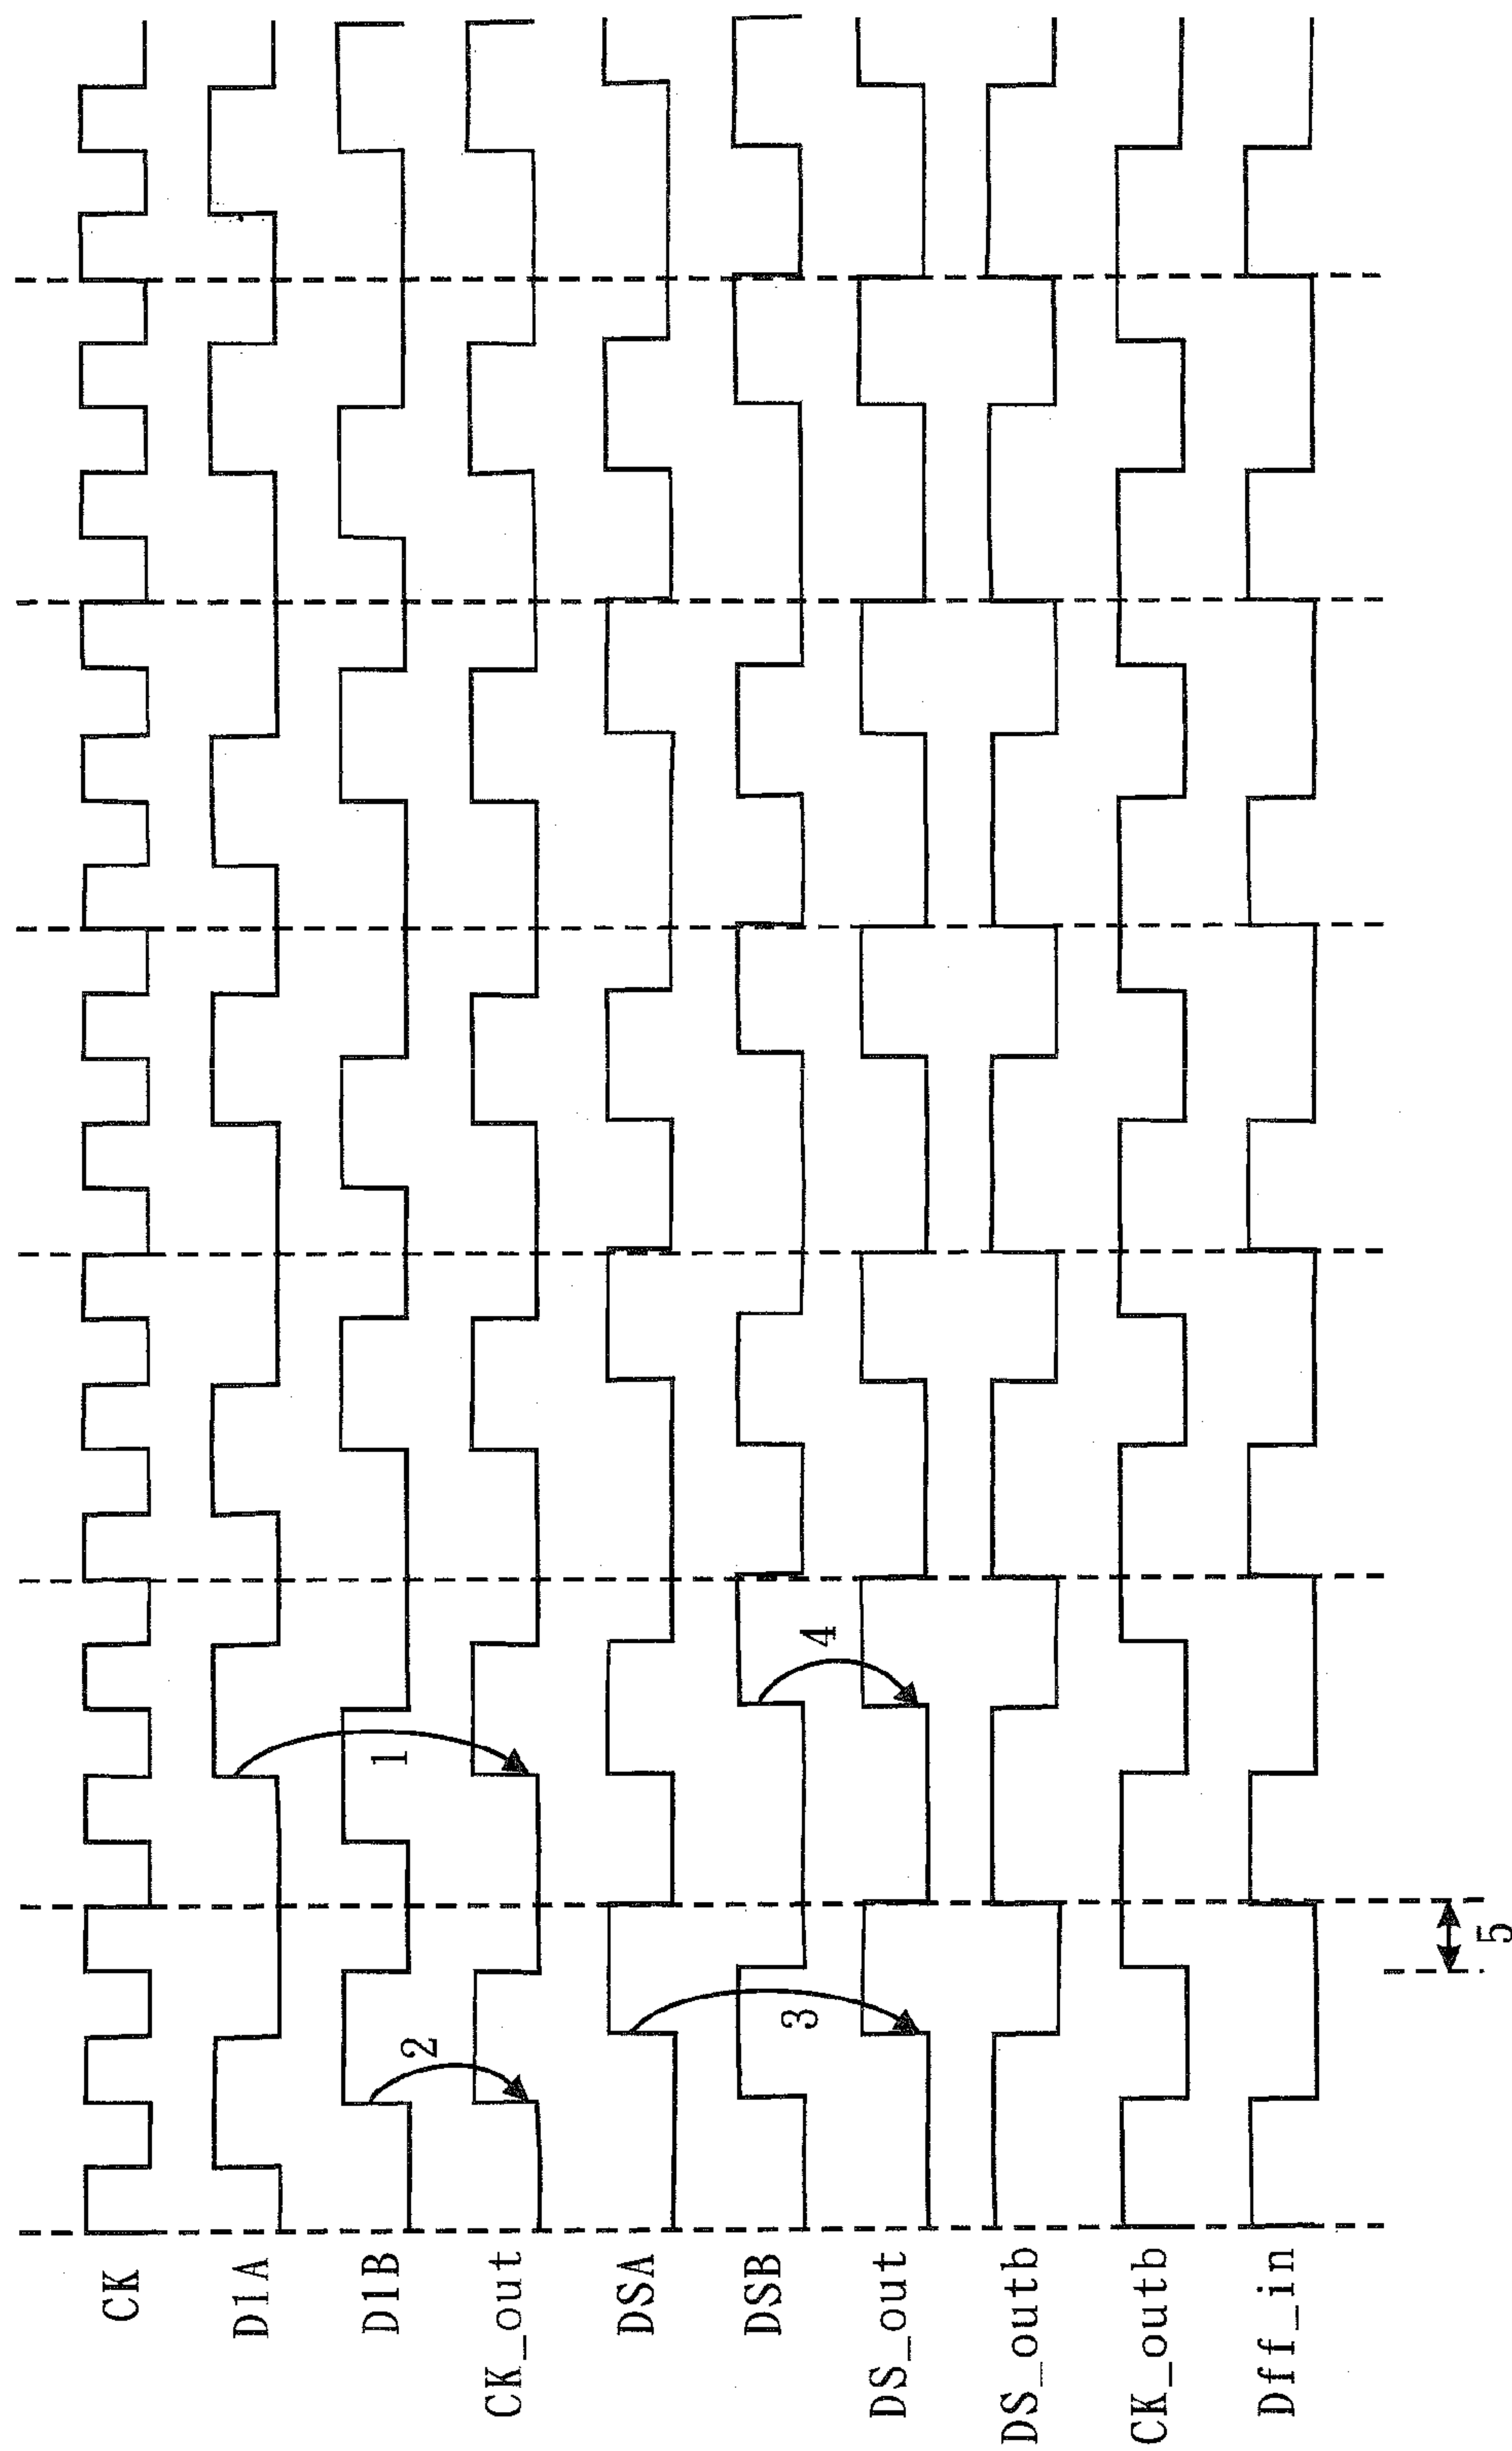 CK
D1A
D1B
CK_out
DSA
DSB
DS_out
DS_outb
CK_outb
Dff_in
1
2
3
4
5